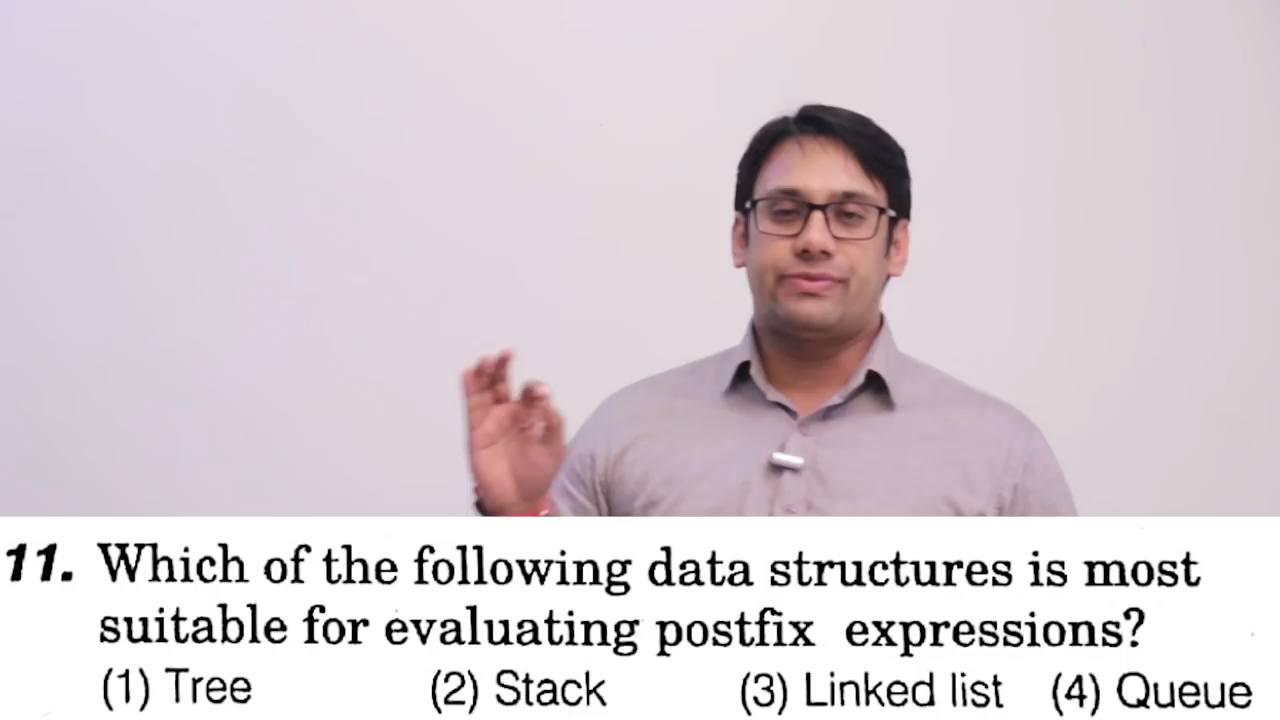 11. Which of the following data structures is most
suitable for evaluating postfix expressions?
(1) Tree (2) Stack (3) Linked list (4) Queue